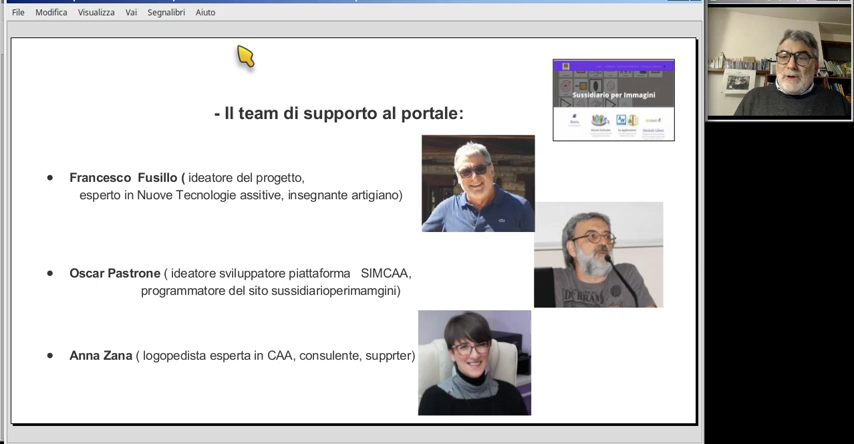 File Modifica Visualizza Vai Segnalibri Aiuto
Sussidiario per Immagini
- Il team di supporto al portale:
Francesco Fusillo ( ideatore del progetto,
esperto in Nuove Tecnologie assitive, insegnante artigiano)
Oscar Pastrone ( ideatore sviluppatore piattaforma SIMCAA,
programmatore del sito sussidiarioperimamgini)
Anna Zana ( logopedista esperta in CAA, consulente, supprter)